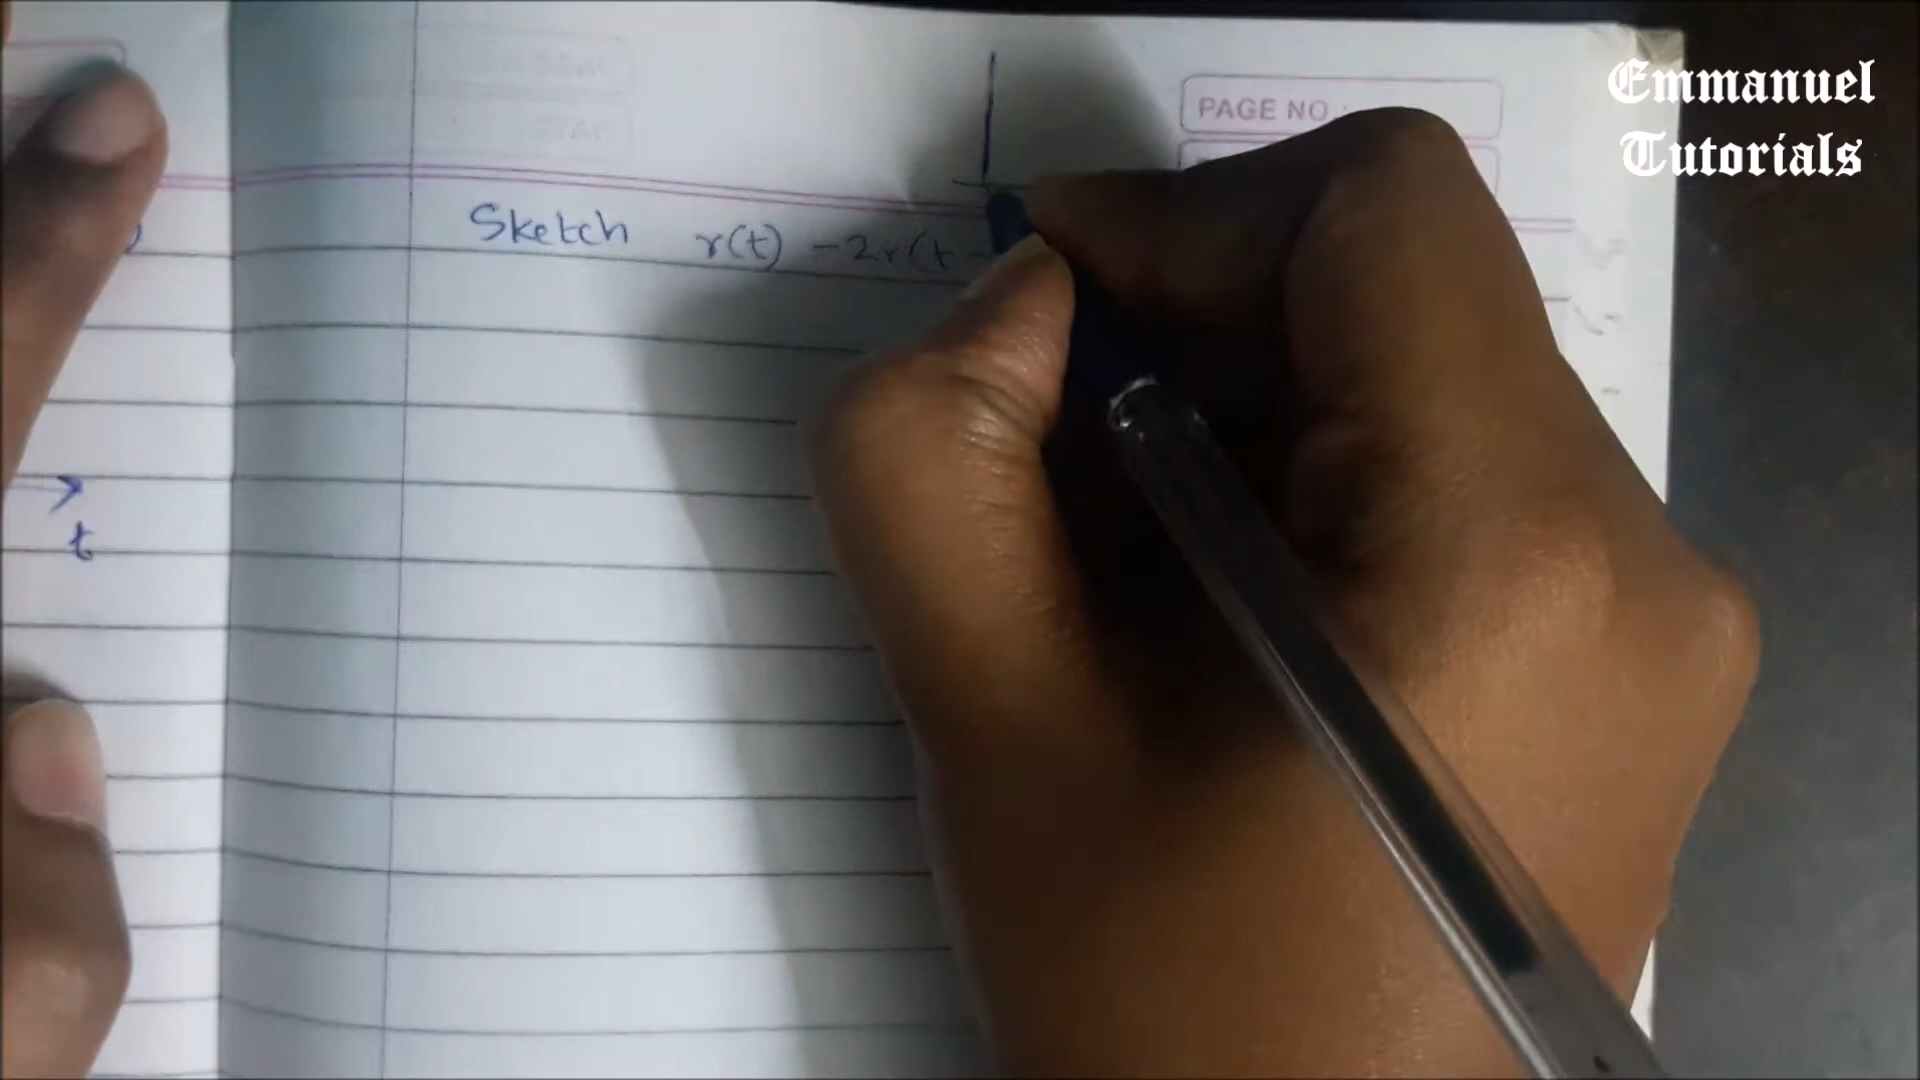 Emmanuel
Tutorials
PAGE NO.:
Sketch r(t) -2r(t -
t